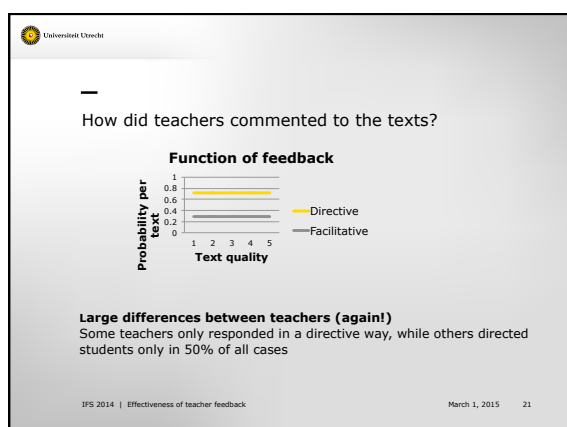 Universiteit Utrecht
How did teachers commented to the texts?
Function of feedback
Probability per
text
1
0.8
0.6
0.4
0.2
0
Directive
Facilitative
1 2 3 4 5
Text quality
Large differences between teachers (again!)
Some teachers only responded in a directive way, while others directed
students only in 50% of all cases
IFS 2014 | Effectiveness of teacher feedback March 1, 2015 21